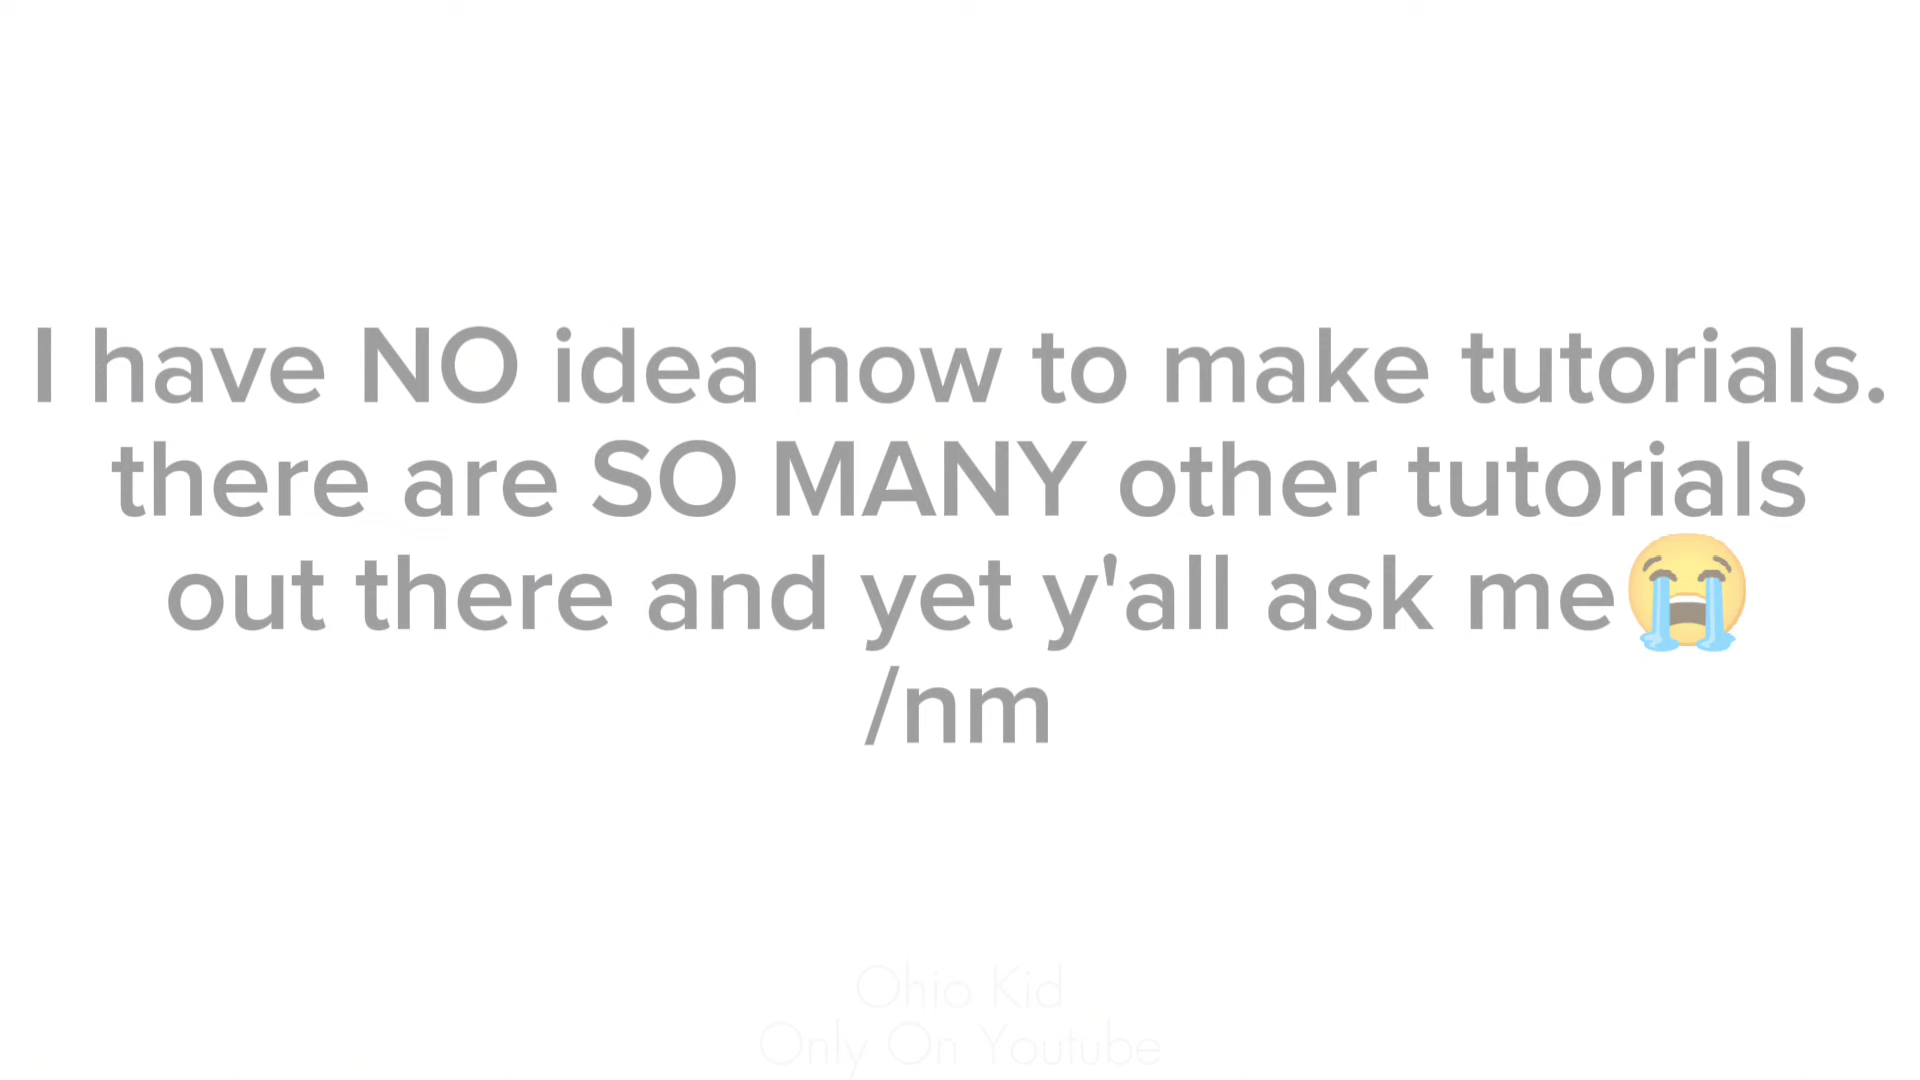 I have NO idea how to make tutorials.
there are SO MANY other tutorials
out there and yet y'all ask me😭
/nm
Ohio Kid
Only On Youtube